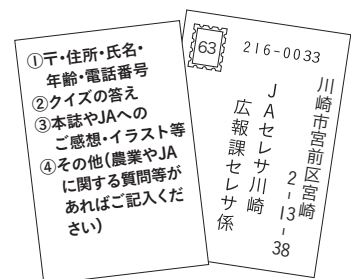 ①〒・住所・氏名・
年齢・電話番号
②クイズの答え
③本誌やJAへの
ご感想・イラスト等
④その他（農業やJA
に関する質問等が
あればご記入くだ
さい）
63
216-0033
川崎市宮前区宮崎
2-13-38
JAセレサ川崎
広報課セレサ係